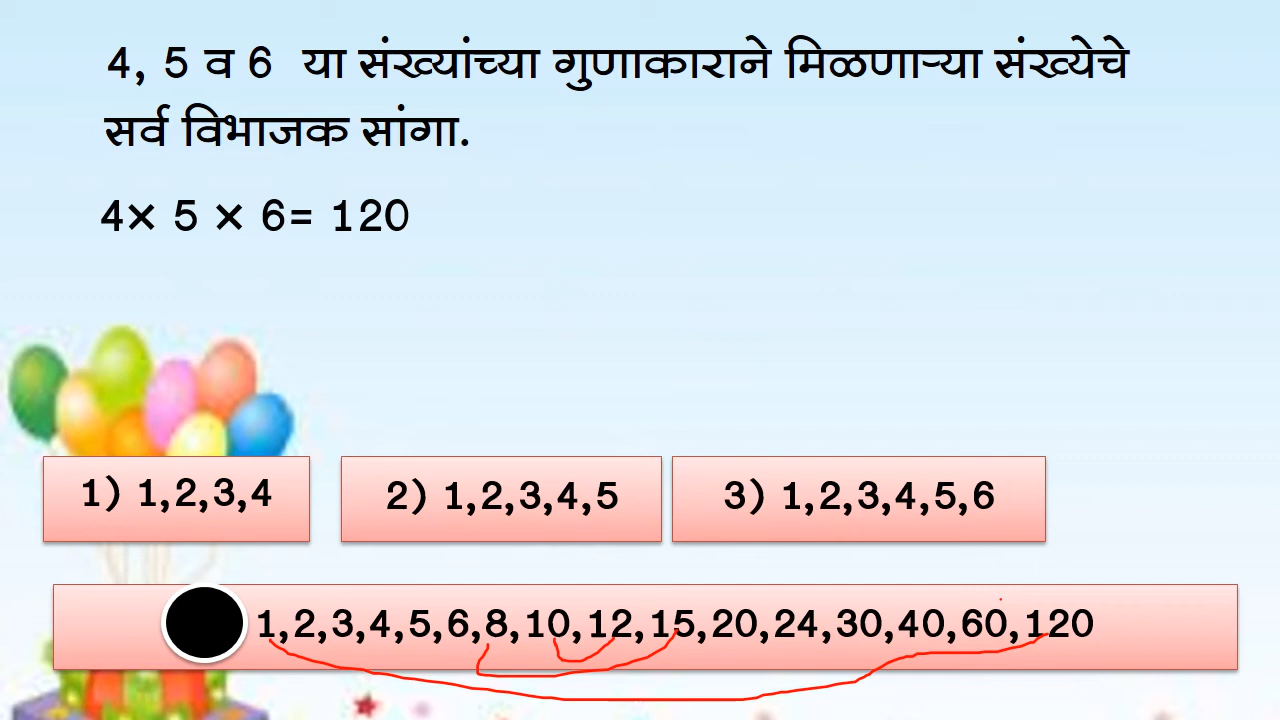 4, 5 व 6 या संख्यांच्या गुणाकाराने मिळणाऱ्या संख्येचे
सर्व विभाजक सांगा.
4× 5 × 6= 120
1) 1,2,3,4
2) 1,2,3,4,5
3) 1,2,3,4,5,6
1,2,3,4,5,6,8,10,12,15,20,24,30,40,60,120